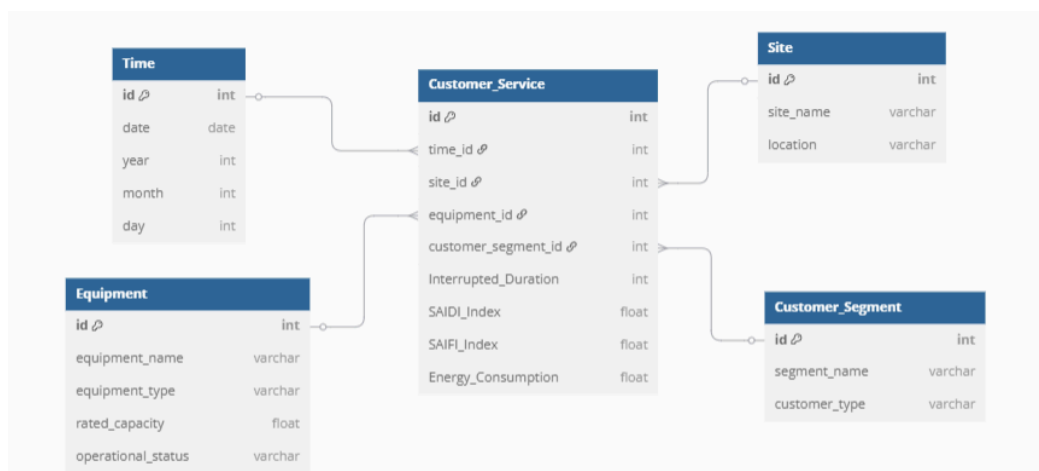 Time
id int
date date
year int
month int
day int
Customer_Service
id int
time_id int
site_id int
equipment_id int
customer_segment_id int
Interrupted_Duration int
SAIDI_Index float
SAIFI_Index float
Energy_Consumption float
Site
id int
site_name varchar
location varchar
Equipment
id int
equipment_name varchar
equipment_type varchar
rated_capacity float
operational_status varchar
Customer_Segment
id int
segment_name varchar
customer_type varchar